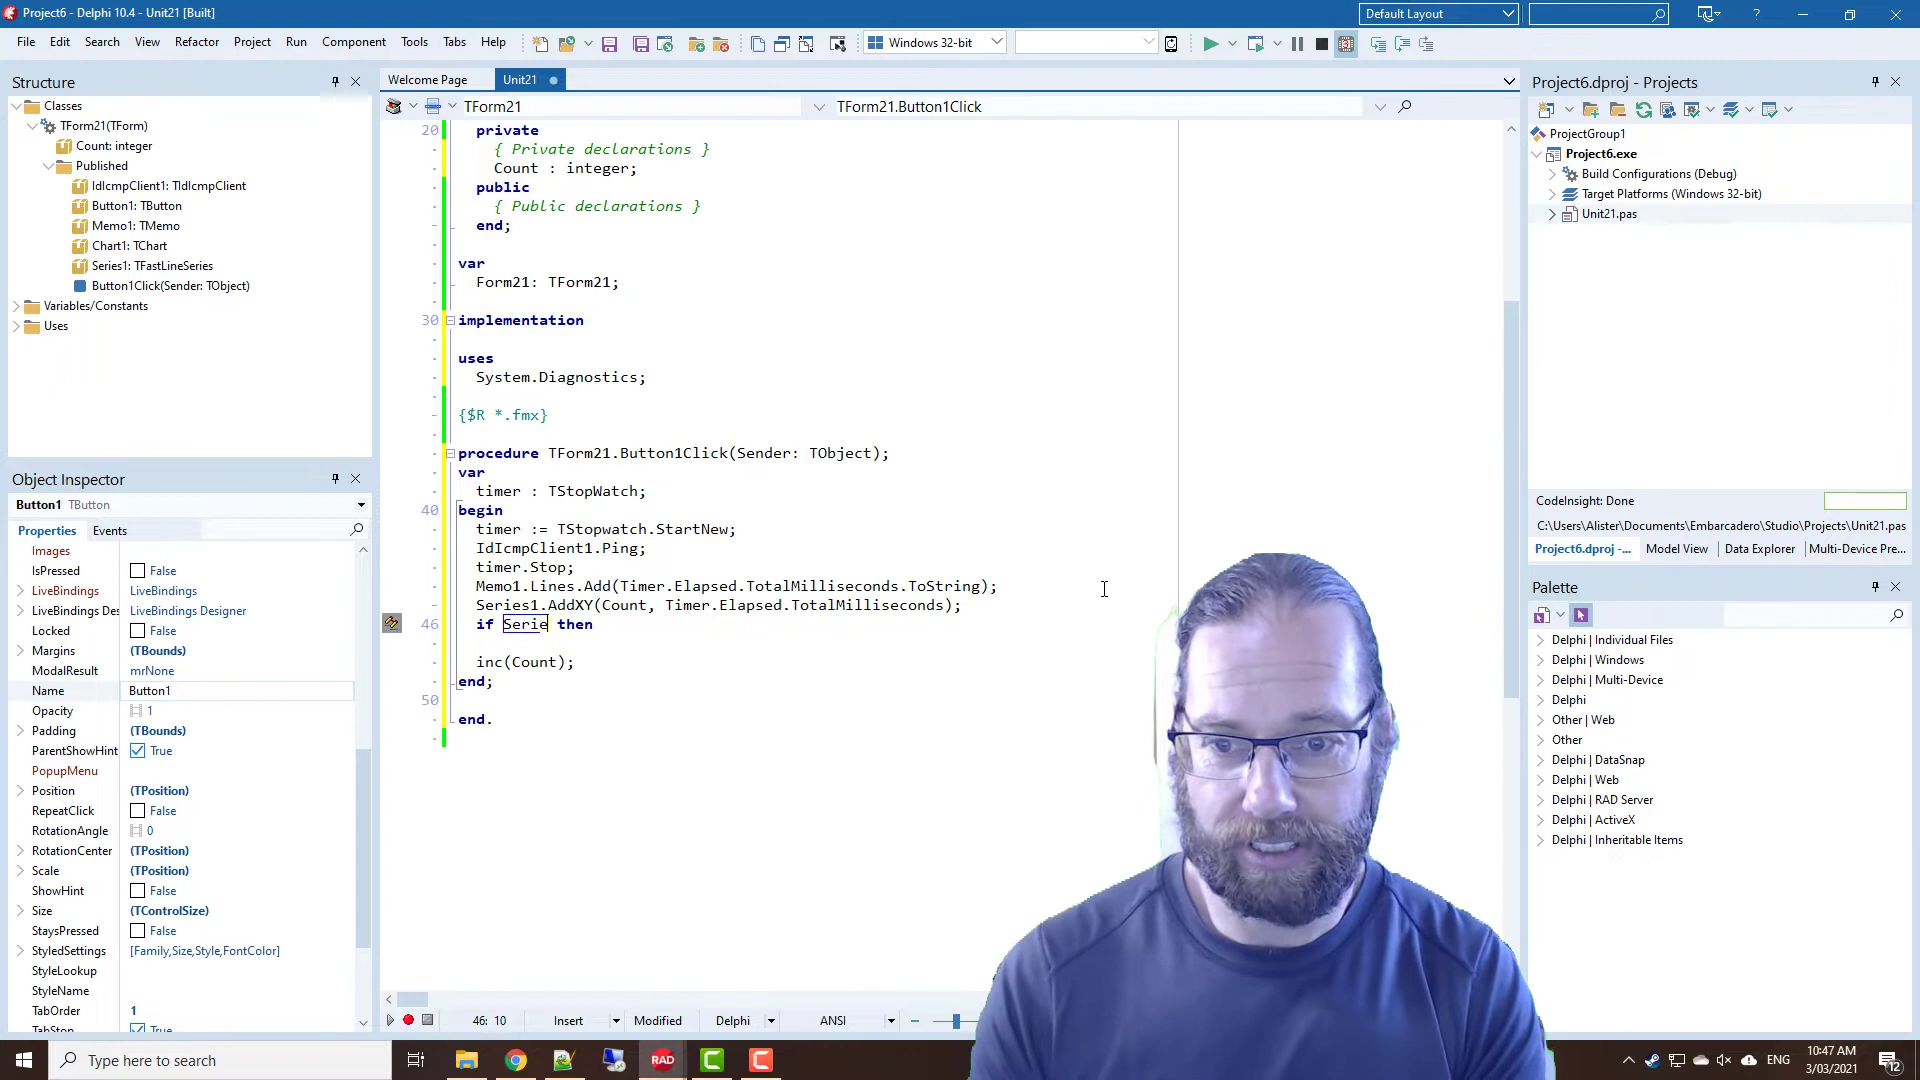 Project6 - Delphi 10.4 - Unit21 [Built]
Default Layout
File Edit Search View Refactor Project Run Component Tools Tabs Help
Windows 32-bit
Structure
Classes
TForm21(TForm)
Count: integer
Published
IdIcmpClient1: TIdIcmpClient
Button1: TButton
Memo1: TMemo
Chart1: TChart
Series1: TFastLineSeries
Button1Click(Sender: TObject)
Variables/Constants
Uses
Object Inspector
Button1 TButton
Properties Events
Images
IsPressed False
LiveBindings LiveBindings
LiveBindings Des LiveBindings Designer
Locked False
Margins (TBounds)
ModalResult mrNone
Name Button1
Opacity 1
Padding (TBounds)
ParentShowHint True
PopupMenu
Position (TPosition)
RepeatClick False
RotationAngle 0
RotationCenter (TPosition)
Scale (TPosition)
ShowHint False
Size (TControlSize)
StaysPressed False
StyledSettings [Family,Size,Style,FontColor]
StyleLookup
StyleName
TabOrder 1
TabStop True
Welcome Page Unit21
TForm21 TForm21.Button1Click
20 private
{ Private declarations }
Count : integer;
public
{ Public declarations }
end;
var
Form21: TForm21;
30 implementation
uses
System.Diagnostics;
{$R *.fmx}
procedure TForm21.Button1Click(Sender: TObject);
var
timer : TStopWatch;
40 begin
timer := TStopwatch.StartNew;
IdIcmpClient1.Ping;
timer.Stop;
Memo1.Lines.Add(Timer.Elapsed.TotalMilliseconds.ToString);
Series1.AddXY(Count, Timer.Elapsed.TotalMilliseconds);
46 if Serie then
inc(Count);
end;
50
end.
46: 10 Insert Modified Delphi ANSI
Project6.dproj - Projects
ProjectGroup1
Project6.exe
Build Configurations (Debug)
Target Platforms (Windows 32-bit)
Unit21.pas
CodeInsight: Done
C:\Users\Alister\Documents\Embarcadero\Studio\Projects\Unit21.pas
Project6.dproj -... Model View Data Explorer Multi-Device Pre...
Palette
Delphi | Individual Files
Delphi | Windows
Delphi | Multi-Device
Delphi
Other | Web
Other
Delphi | DataSnap
Delphi | Web
Delphi | RAD Server
Delphi | ActiveX
Delphi | Inheritable Items
Type here to search
RAD
ENG
10:47 AM
3/03/2021
12